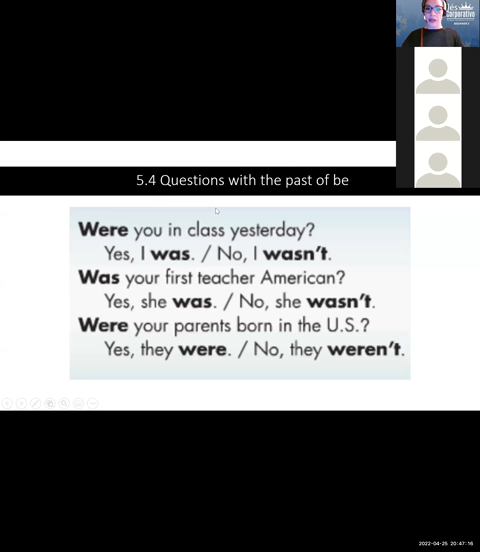 Corporativo
5.4 Questions with the past of be
Were you in class yesterday?
Yes, I was. / No, I wasn't.
Was your first teacher American?
Yes, she was. / No, she wasn't.
Were your parents born in the U.S.?
Yes, they were. / No, they weren't.
2022-04-25 20:47:16